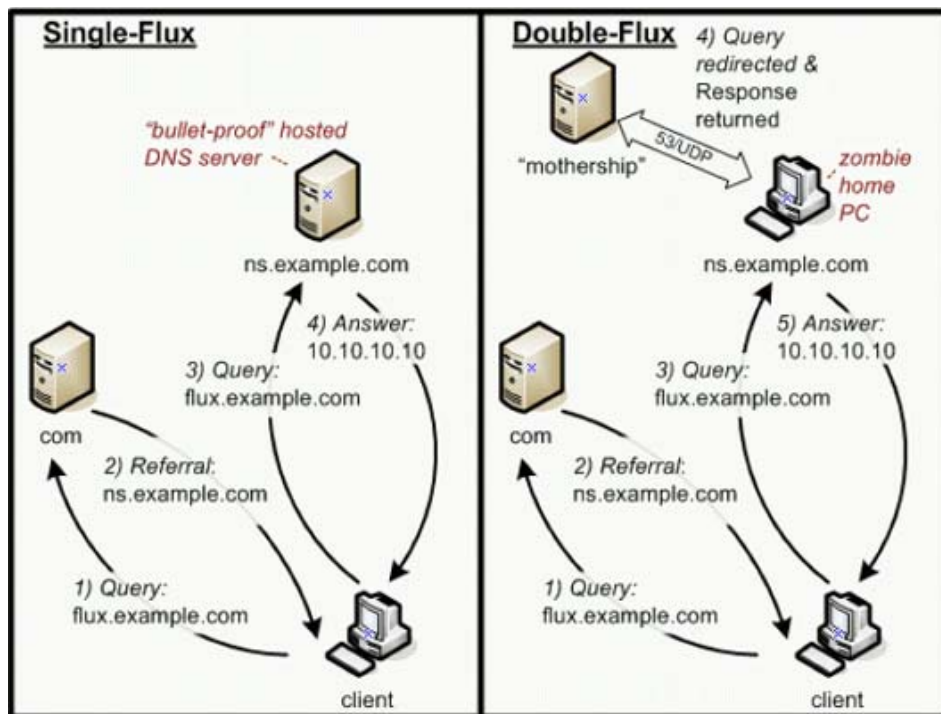 Single-Flux
"bullet-proof" hosted
DNS server
ns.example.com
4) Answer:
10.10.10.10
3) Query:
flux.example.com
com
2) Referral:
ns.example.com
1) Query:
flux.example.com
client
Double-Flux
4) Query
redirected &
Response
returned
53/UDP
"mothership"
zombie
home
PC
ns.example.com
5) Answer:
10.10.10.10
3) Query:
flux.example.com
com
2) Referral:
ns.example.com
1) Query:
flux.example.com
client